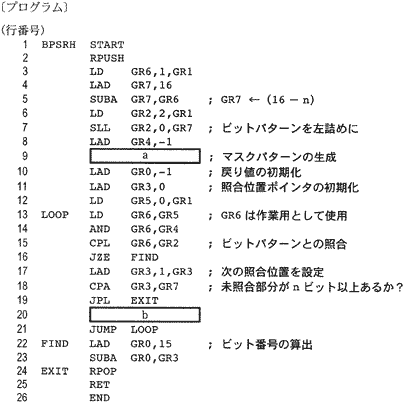 〔プログラム〕
(行番号)
1 BPSRH START
2 RPUSH
3 LD GR6,1,GR1
4 LAD GR7,16
5 SUBA GR7,GR6 ; GR7 ← (16 − n)
6 LD GR2,2,GR1
7 SLL GR2,0,GR7 ; ビットパターンを左詰めに
8 LAD GR4,-1
9 a ; マスクパターンの生成
10 LAD GR0,-1 ; 戻り値の初期化
11 LAD GR3,0 ; 照合位置ポインタの初期化
12 LD GR5,0,GR1
13 LOOP LD GR6,GR5 ; GR6 は作業用として使用
14 AND GR6,GR4
15 CPL GR6,GR2 ; ビットパターンとの照合
16 JZE FIND
17 LAD GR3,1,GR3 ; 次の照合位置を設定
18 CPA GR3,GR7 ; 未照合部分が n ビット以上あるか？
19 JPL EXIT
20 b
21 JUMP LOOP
22 FIND LAD GR0,15 ; ビット番号の算出
23 SUBA GR0,GR3
24 EXIT RPOP
25 RET
26 END